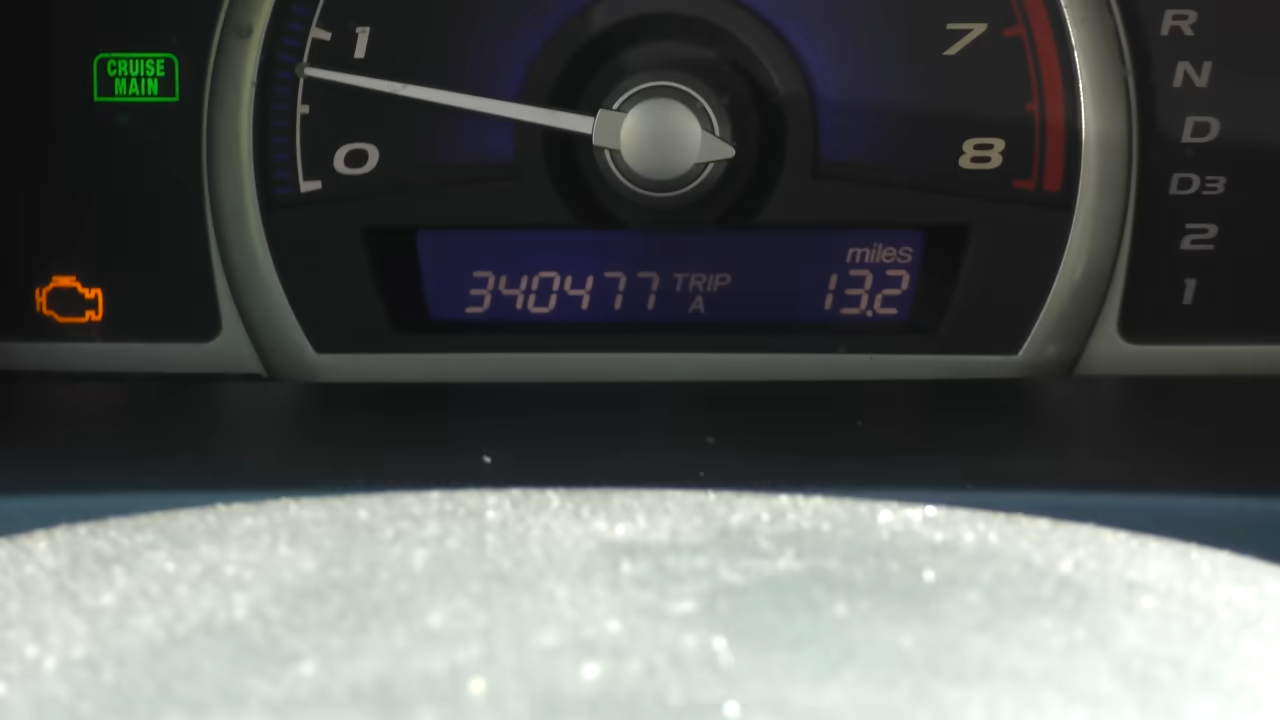 CRUISE
MAIN
1
0
7
8
R
N
D
D3
2
1
miles
340477 TRIP A 13.2